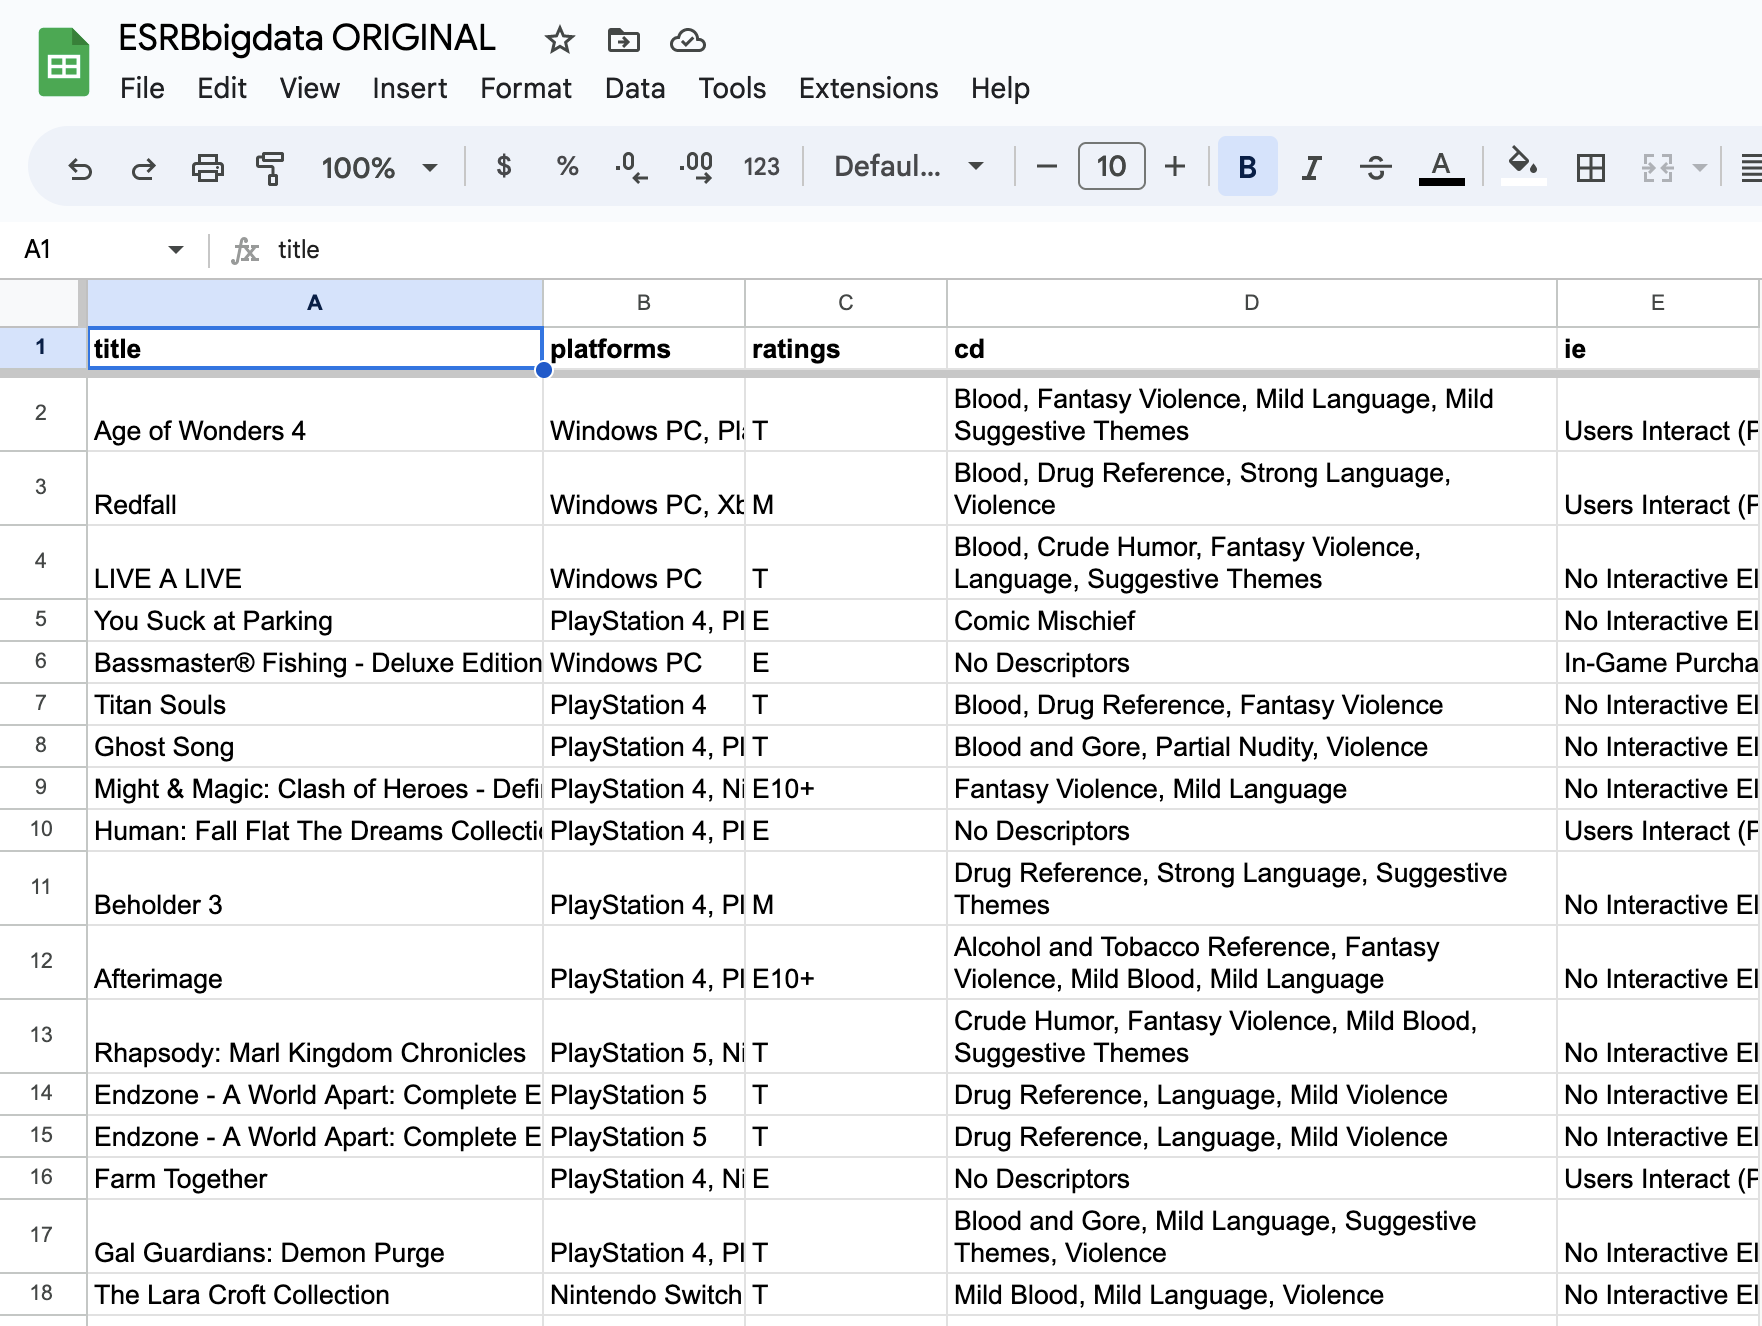 ESRBbigdata ORIGINAL
File Edit View Insert Format Data Tools Extensions Help
100% $ % .0 .00 123 Defaul... − 10 + B I S A
A1 fx title
A B C D E
1 title platforms ratings cd ie
2 Age of Wonders 4 Windows PC, Pla T Blood, Fantasy Violence, Mild Language, Mild
Suggestive Themes Users Interact (P
3 Redfall Windows PC, Xb M Blood, Drug Reference, Strong Language,
Violence Users Interact (P
4 LIVE A LIVE Windows PC T Blood, Crude Humor, Fantasy Violence,
Language, Suggestive Themes No Interactive El
5 You Suck at Parking PlayStation 4, Pl E Comic Mischief No Interactive El
6 Bassmaster® Fishing - Deluxe Edition Windows PC E No Descriptors In-Game Purcha
7 Titan Souls PlayStation 4 T Blood, Drug Reference, Fantasy Violence No Interactive El
8 Ghost Song PlayStation 4, Pl T Blood and Gore, Partial Nudity, Violence No Interactive El
9 Might & Magic: Clash of Heroes - Defi PlayStation 4, Ni E10+ Fantasy Violence, Mild Language No Interactive El
10 Human: Fall Flat The Dreams Collecti PlayStation 4, Pl E No Descriptors Users Interact (P
11 Beholder 3 PlayStation 4, Pl M Drug Reference, Strong Language, Suggestive
Themes No Interactive El
12 Afterimage PlayStation 4, Pl E10+ Alcohol and Tobacco Reference, Fantasy
Violence, Mild Blood, Mild Language No Interactive El
13 Rhapsody: Marl Kingdom Chronicles PlayStation 5, Ni T Crude Humor, Fantasy Violence, Mild Blood,
Suggestive Themes No Interactive El
14 Endzone - A World Apart: Complete E PlayStation 5 T Drug Reference, Language, Mild Violence No Interactive El
15 Endzone - A World Apart: Complete E PlayStation 5 T Drug Reference, Language, Mild Violence No Interactive El
16 Farm Together PlayStation 4, Ni E No Descriptors Users Interact (P
17 Gal Guardians: Demon Purge PlayStation 4, Pl T Blood and Gore, Mild Language, Suggestive
Themes, Violence No Interactive El
18 The Lara Croft Collection Nintendo Switch T Mild Blood, Mild Language, Violence No Interactive El